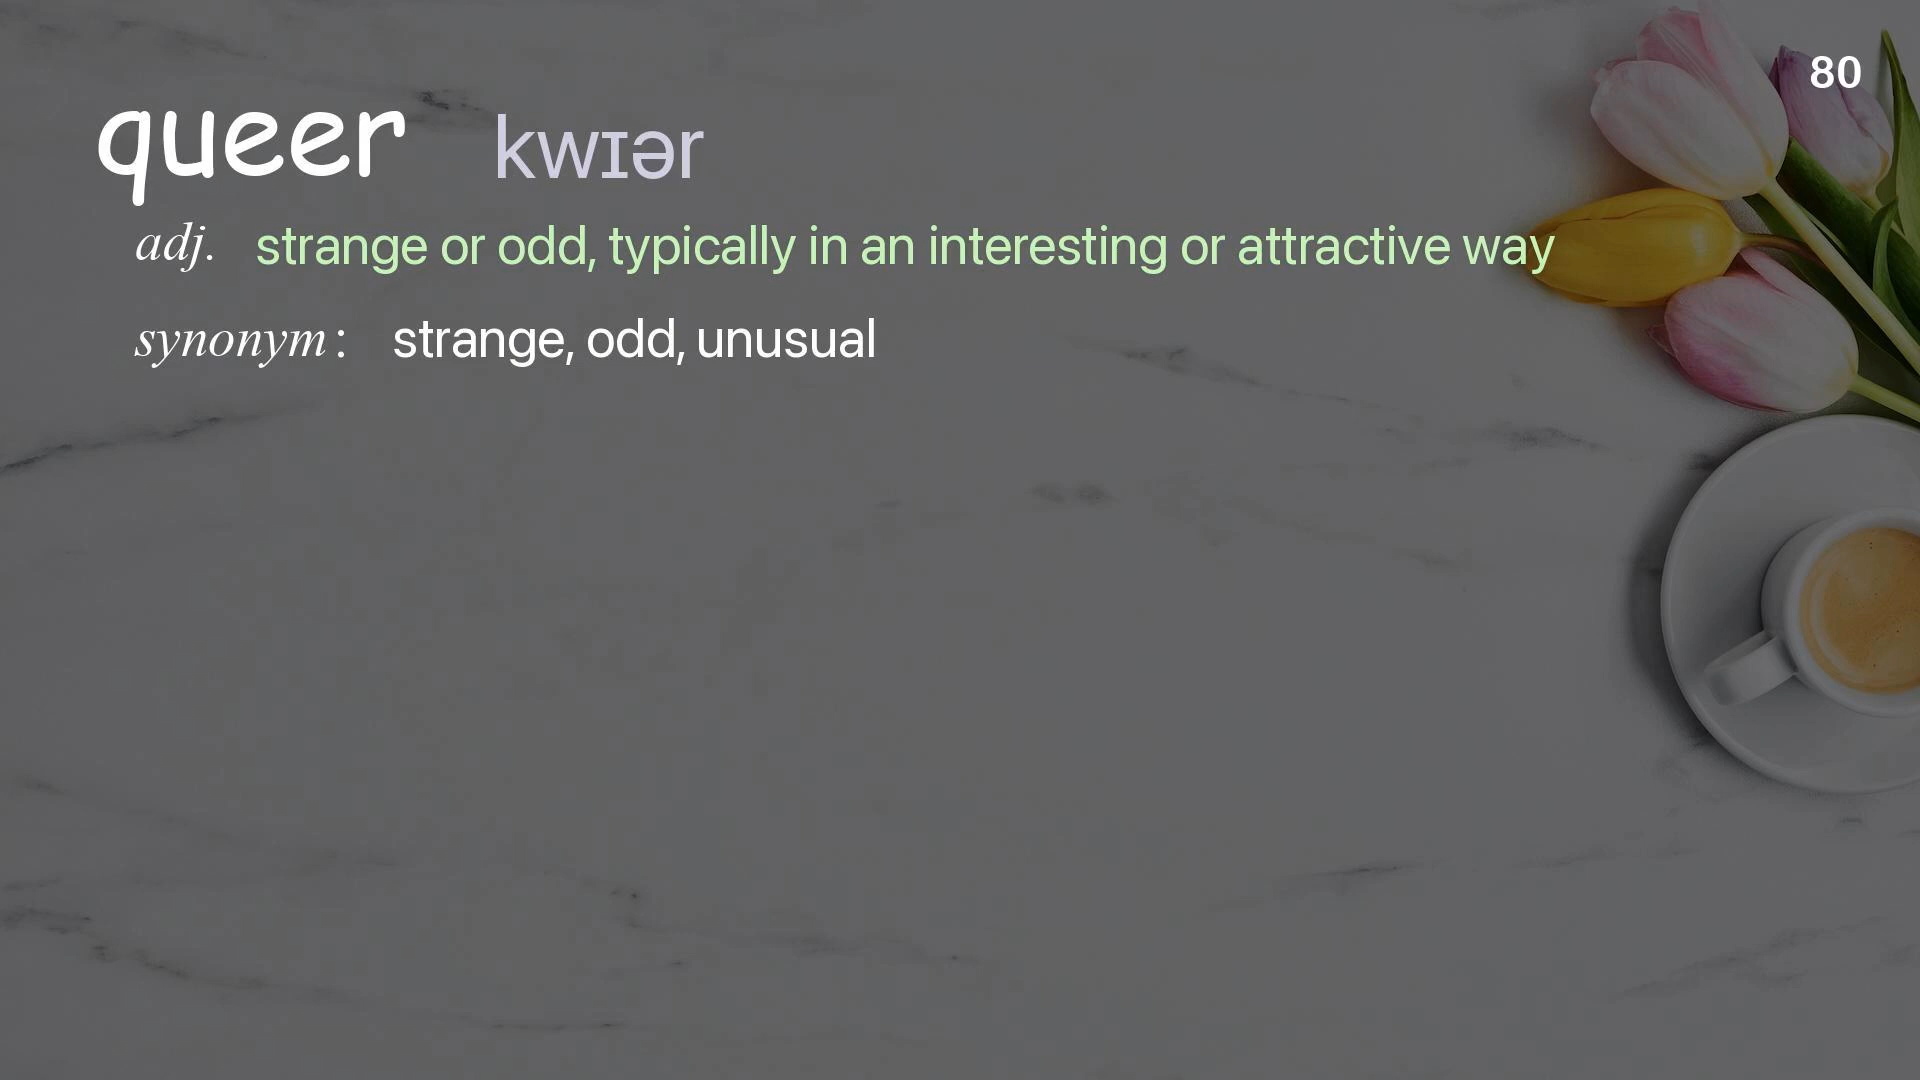 80
queer kwɪər
adj. strange or odd, typically in an interesting or attractive way
synonym: strange, odd, unusual